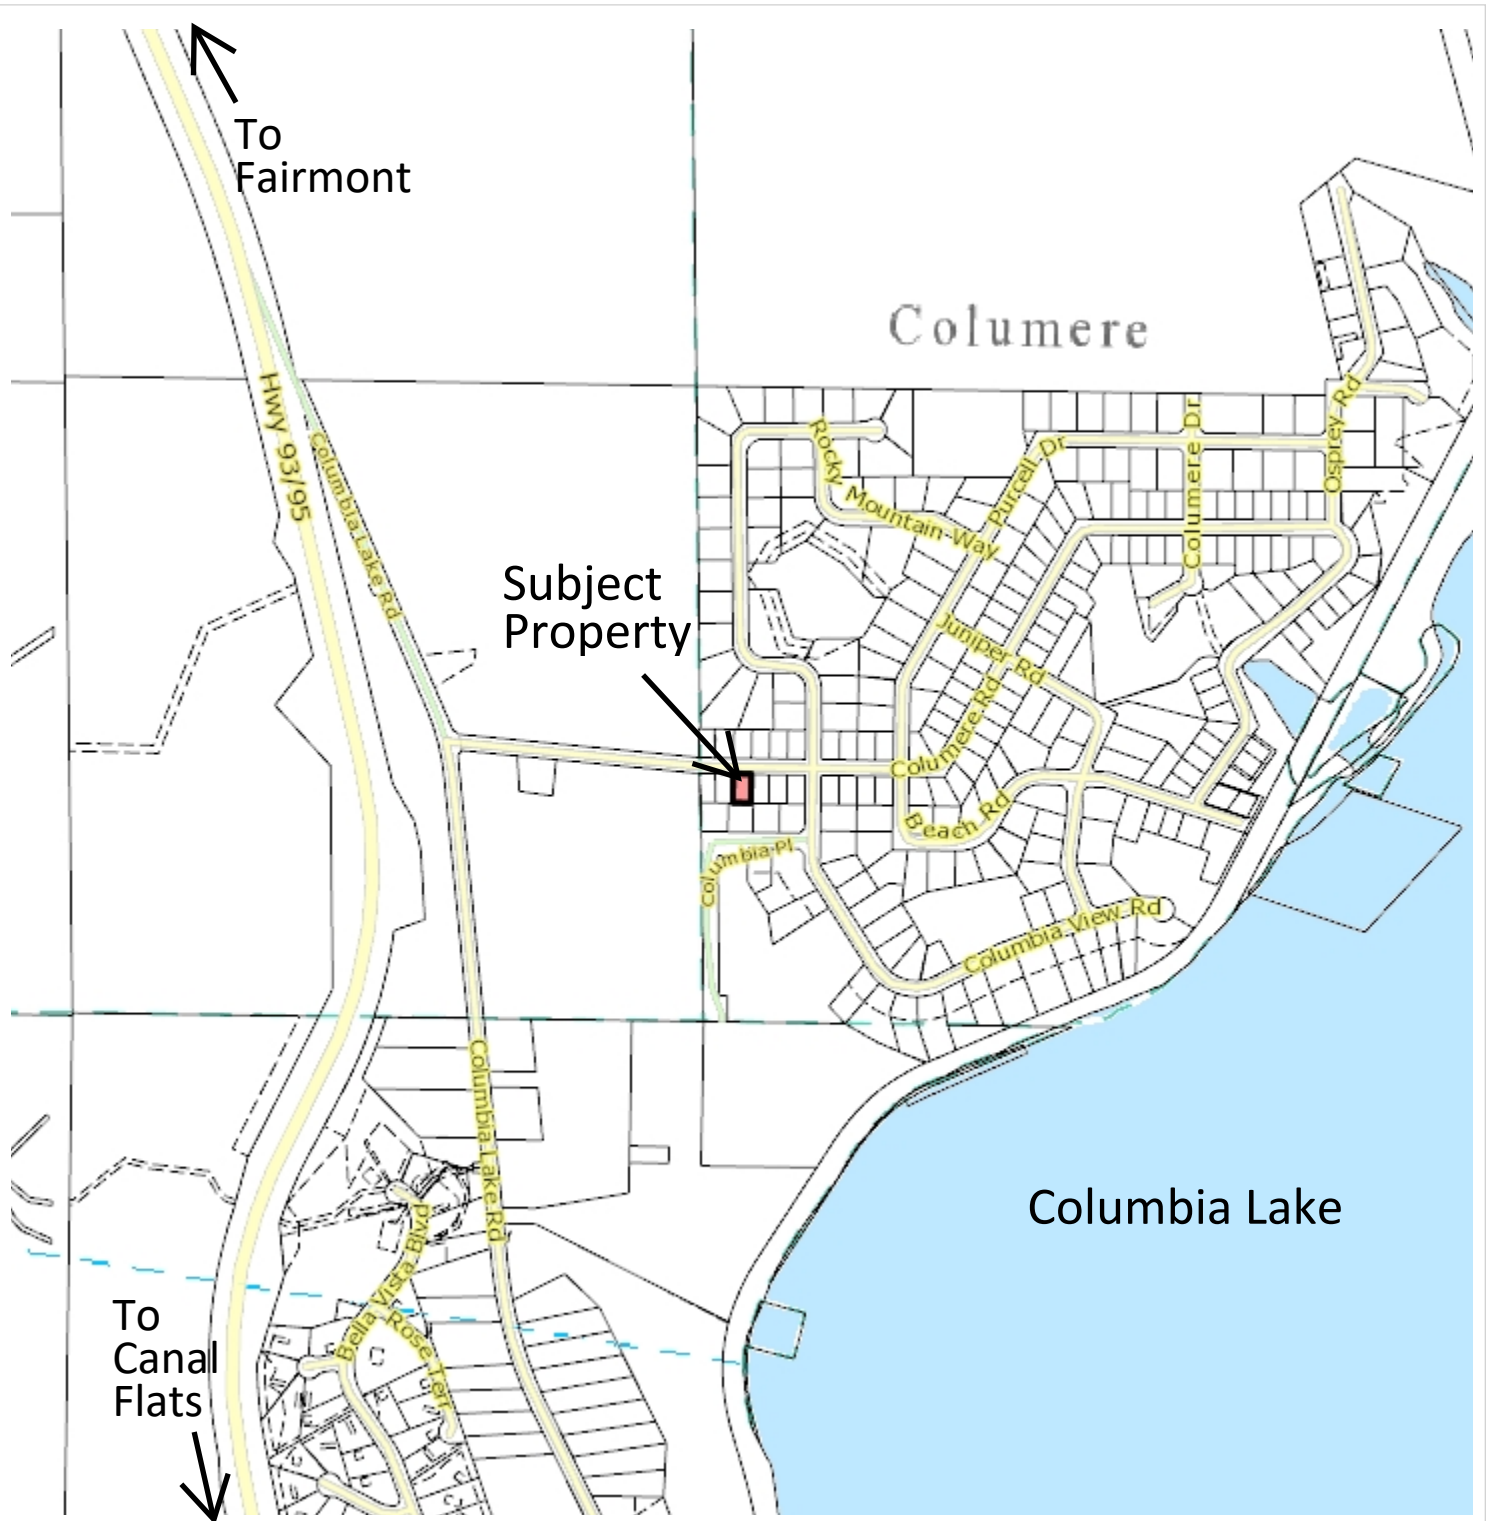 To
Fairmont
Columere
Hwy 93/95
Columbia Lake Rd
Rocky Mountain Way
Purcell Dr
Columere Dr
Osprey Rd
Subject
Property
Juniper Rd
Columere Rd
Beach Rd
Columbia Pl
Columbia View Rd
Columbia Lake Rd
Columbia Lake
Bella Vista Blvd
Rose Terr
To
Canal
Flats